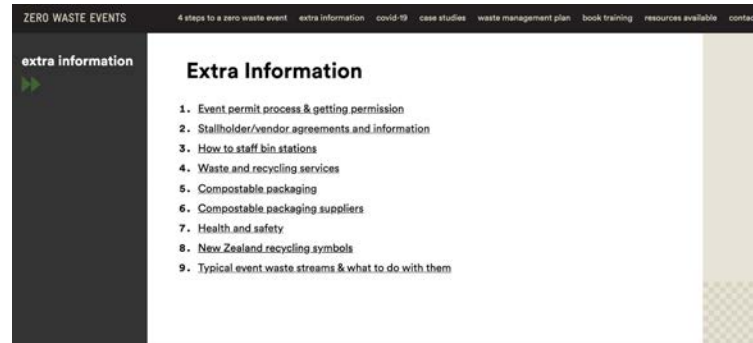 ZERO WASTE EVENTS
4 steps to a zero waste event extra information covid-19 case studies waste management plan book training resources available
extra information
Extra Information
1. Event permit process & getting permission
2. Stallholder/vendor agreements and information
3. How to staff bin stations
4. Waste and recycling services
5. Compostable packaging
6. Compostable packaging suppliers
7. Health and safety
8. New Zealand recycling symbols
9. Typical event waste streams & what to do with them